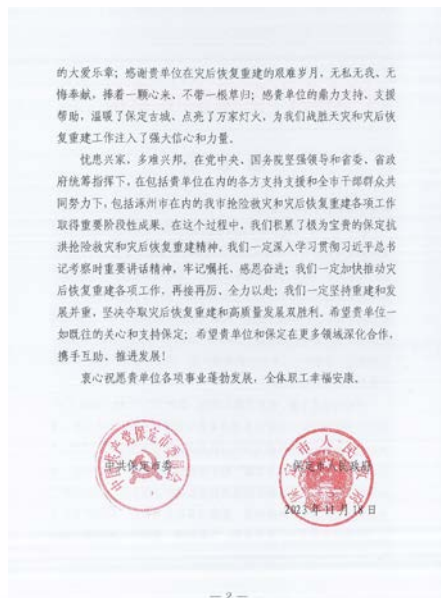 的大爱乐章；感谢贵单位在灾后恢复重建的艰难岁月，无私无我、无
悔奉献，捧着一颗心来、不带一根草归；感贵单位的鼎力支持、支援
帮助，温暖了保定古城、点亮了万家灯火，为我们战胜天灾和灾后恢
复重建工作注入了强大信心和力量。
忧患兴家，多难兴邦。在党中央、国务院坚强领导和省委、省政
府统筹指挥下，在包括贵单位在内的各方支持支援和全市干部群众共
同努力下，包括涿州市在内的我市抢险救灾和灾后恢复重建各项工作
取得重要阶段性成果。在这个过程中，我们积累了极为宝贵的保定抗
洪抢险救灾和灾后恢复重建精神。我们一定深入学习贯彻习近平总书
记考察时重要讲话精神，牢记嘱托、感恩奋进；我们一定加快推动灾
后恢复重建各项工作，再接再厉、全力以赴；我们一定坚持重建和发
展并重，坚决夺取灾后恢复重建和高质量发展双胜利。希望贵单位一
如既往的关心和支持保定；希望贵单位和保定在更多领域深化合作，
携手互助、推进发展！
衷心祝愿贵单位各项事业蓬勃发展，全体职工幸福安康。
中国共产党保定市委员会
中共保定市委
保定市人民政府
保定市人民政府
2023年11月18日
— 2 —